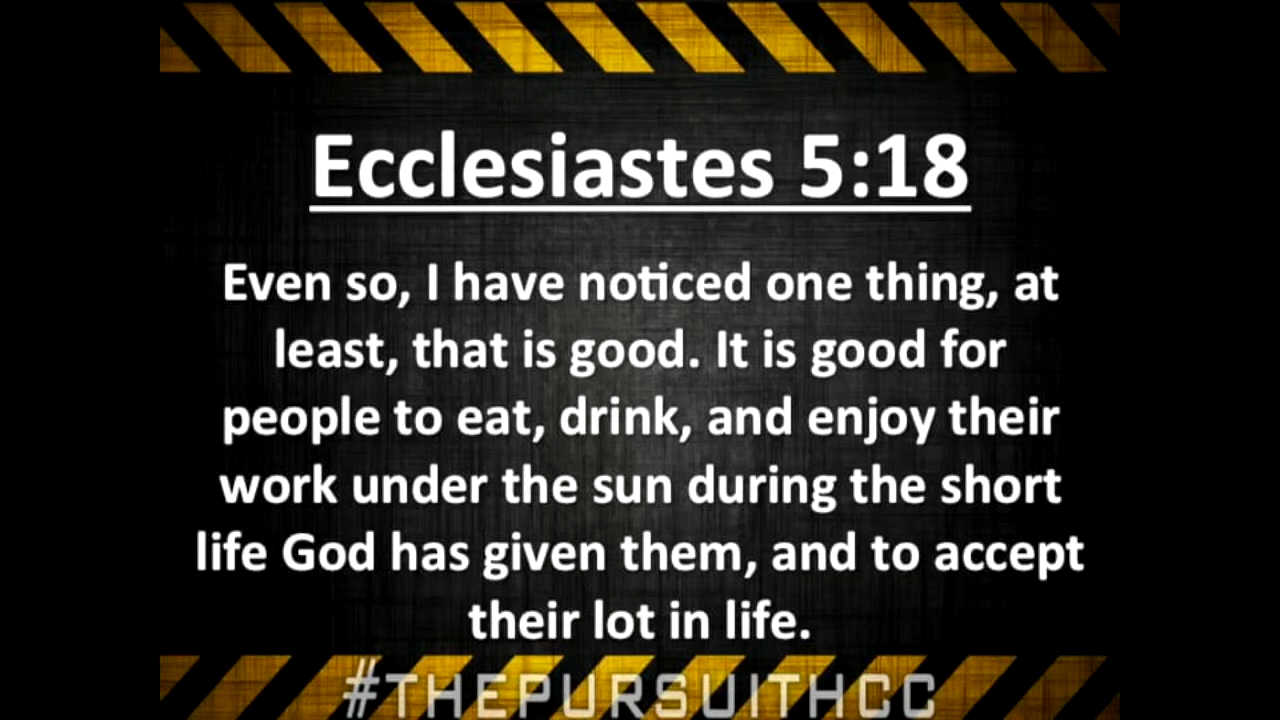 Ecclesiastes 5:18
Even so, I have noticed one thing, at
least, that is good. It is good for
people to eat, drink, and enjoy their
work under the sun during the short
life God has given them, and to accept
their lot in life.
#THEPURSUITHCC